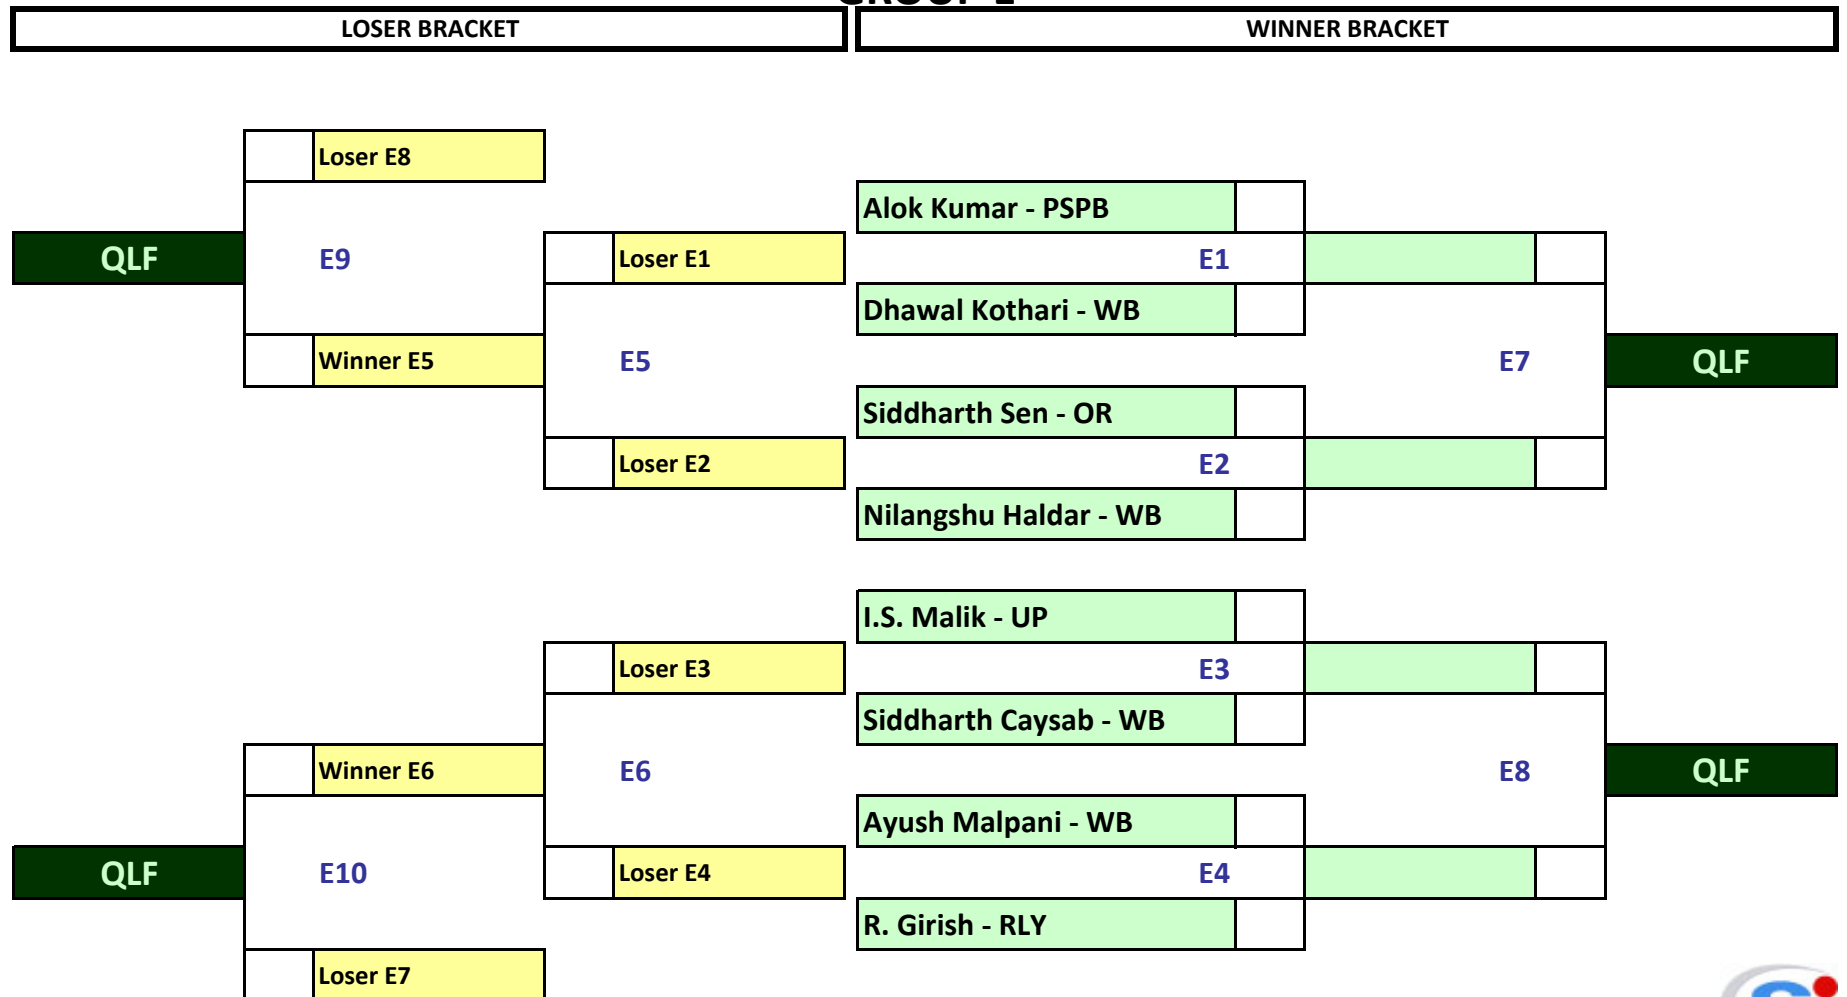 LOSER BRACKET
WINNER BRACKET
Loser E8
Alok Kumar - PSPB
QLF
E9
Loser E1
E1
Dhawal Kothari - WB
Winner E5
E5
E7
QLF
Siddharth Sen - OR
Loser E2
E2
Nilangshu Haldar - WB
I.S. Malik - UP
Loser E3
E3
Siddharth Caysab - WB
Winner E6
E6
E8
QLF
Ayush Malpani - WB
QLF
E10
Loser E4
E4
R. Girish - RLY
Loser E7